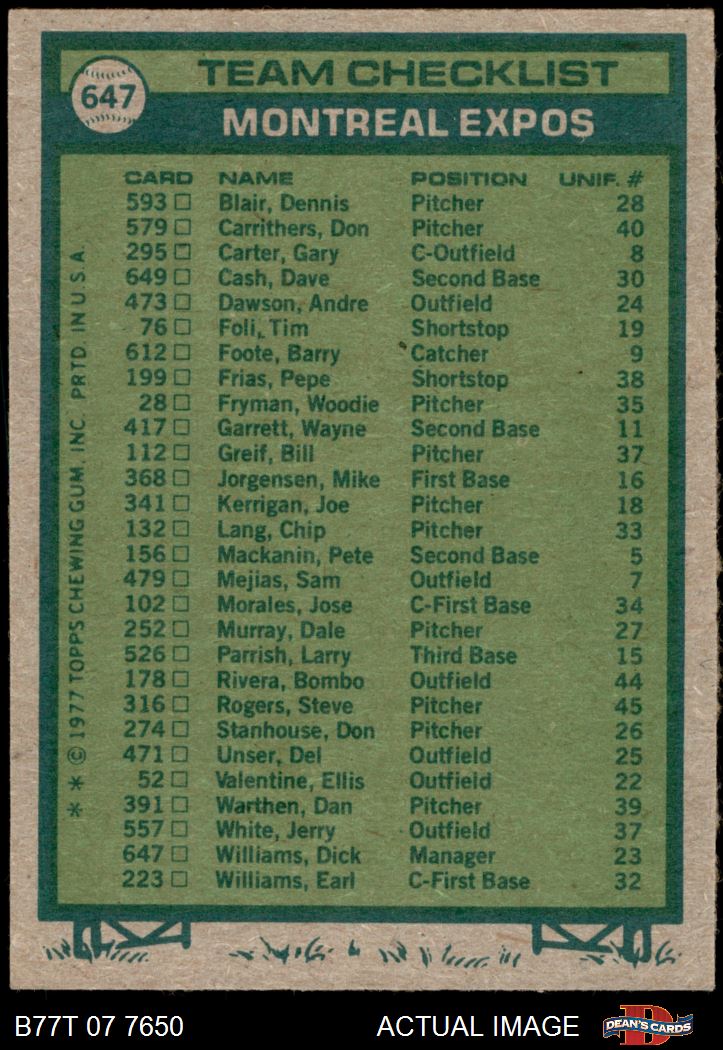 647
TEAM CHECKLIST
MONTREAL EXPOS
CARD NAME POSITION UNIF. #
593 Blair, Dennis Pitcher 28
579 Carrithers, Don Pitcher 40
295 Carter, Gary C-Outfield 8
649 Cash, Dave Second Base 30
473 Dawson, Andre Outfield 24
76 Foli, Tim Shortstop 19
612 Foote, Barry Catcher 9
199 Frias, Pepe Shortstop 38
28 Fryman, Woodie Pitcher 35
417 Garrett, Wayne Second Base 11
112 Greif, Bill Pitcher 37
368 Jorgensen, Mike First Base 16
341 Kerrigan, Joe Pitcher 18
132 Lang, Chip Pitcher 33
156 Mackanin, Pete Second Base 5
479 Mejias, Sam Outfield 7
102 Morales, Jose C-First Base 34
252 Murray, Dale Pitcher 27
526 Parrish, Larry Third Base 15
178 Rivera, Bombo Outfield 44
316 Rogers, Steve Pitcher 45
274 Stanhouse, Don Pitcher 26
471 Unser, Del Outfield 25
52 Valentine, Ellis Outfield 22
391 Warthen, Dan Pitcher 39
557 White, Jerry Outfield 37
647 Williams, Dick Manager 23
223 Williams, Earl C-First Base 32
* * © 1977 TOPPS CHEWING GUM, INC. PRTD. IN U.S.A.
B77T 07 7650 ACTUAL IMAGE
D
DEAN'S CARDS